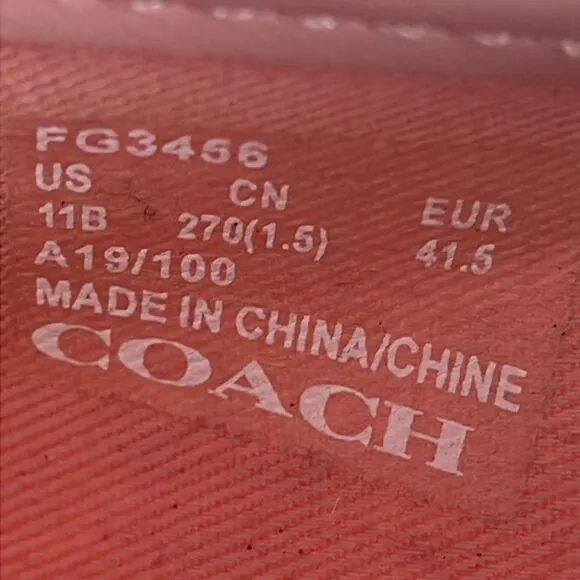 FG3456
US CN EUR
11B 270(1.5) 41.5
A19/100
MADE IN CHINA/CHINE
COACH